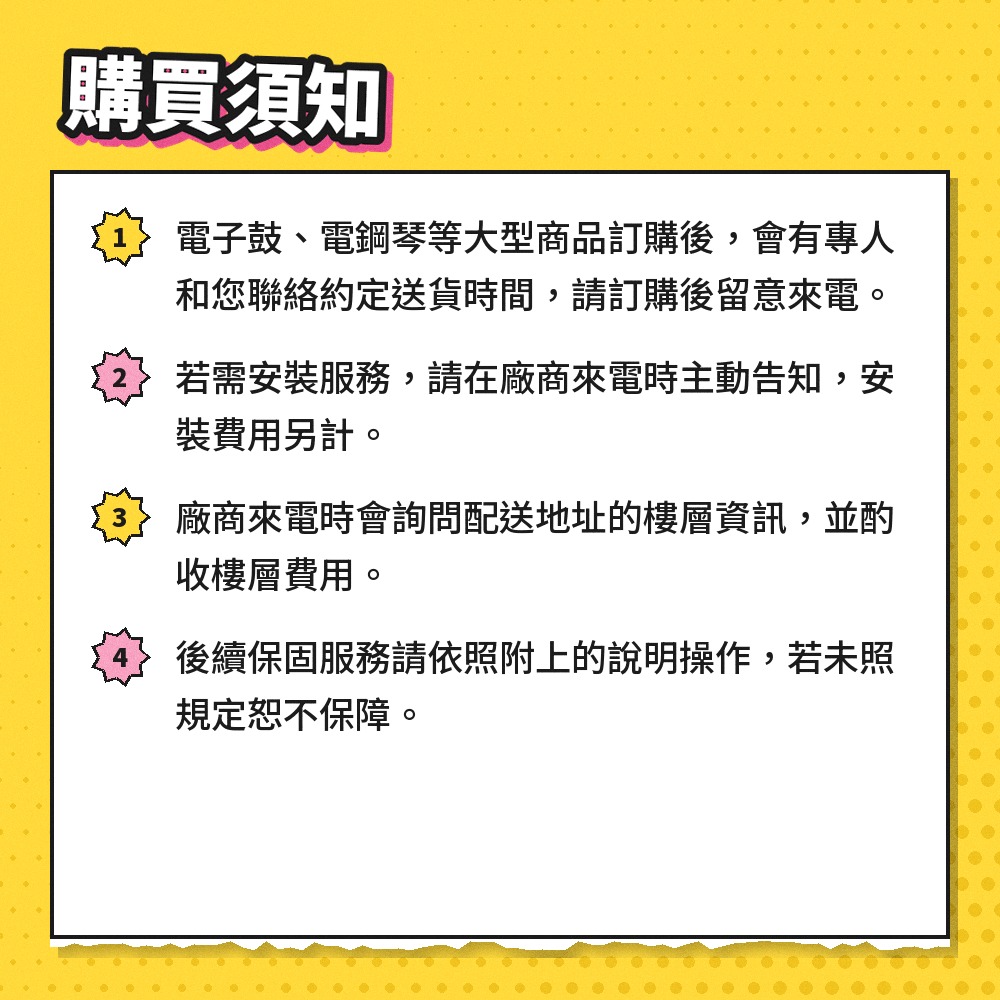 購買須知
1 電子鼓、電鋼琴等大型商品訂購後，會有專人
和您聯絡約定送貨時間，請訂購後留意來電。
2 若需安裝服務，請在廠商來電時主動告知，安
裝費用另計。
3 廠商來電時會詢問配送地址的樓層資訊，並酌
收樓層費用。
4 後續保固服務請依照附上的說明操作，若未照
規定恕不保障。